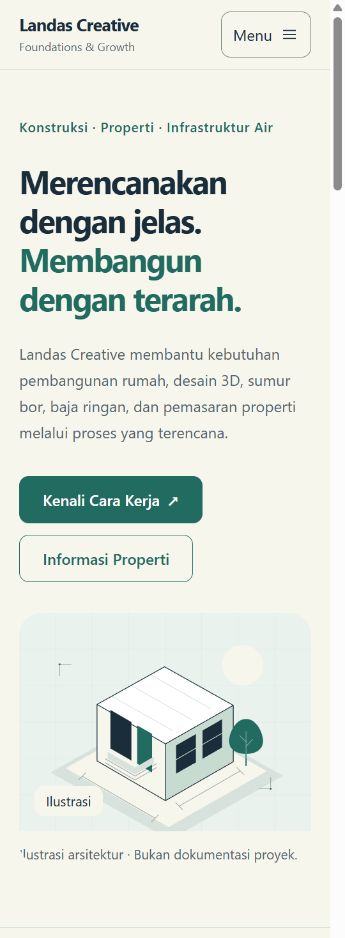 Landas Creative
Foundations & Growth
Menu
Konstruksi · Properti · Infrastruktur Air
Merencanakan
dengan jelas.
Membangun
dengan terarah.
Landas Creative membantu kebutuhan
pembangunan rumah, desain 3D, sumur
bor, baja ringan, dan pemasaran properti
melalui proses yang terencana.
Kenali Cara Kerja ↗
Informasi Properti
Ilustrasi
Ilustrasi arsitektur · Bukan dokumentasi proyek.